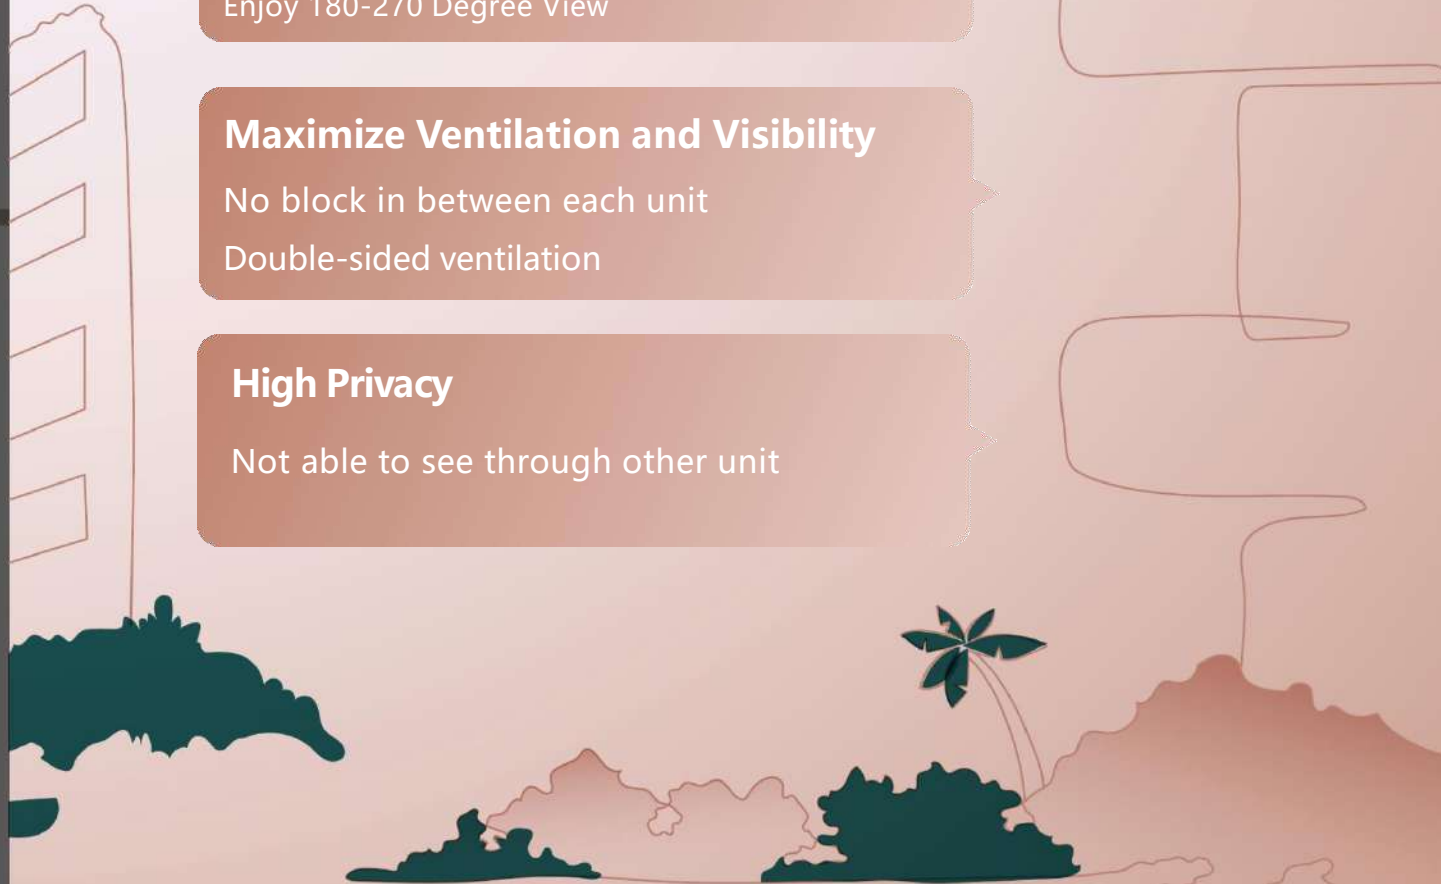 Enjoy 180-270 Degree View
Maximize Ventilation and Visibility
No block in between each unit
Double-sided ventilation
High Privacy
Not able to see through other unit